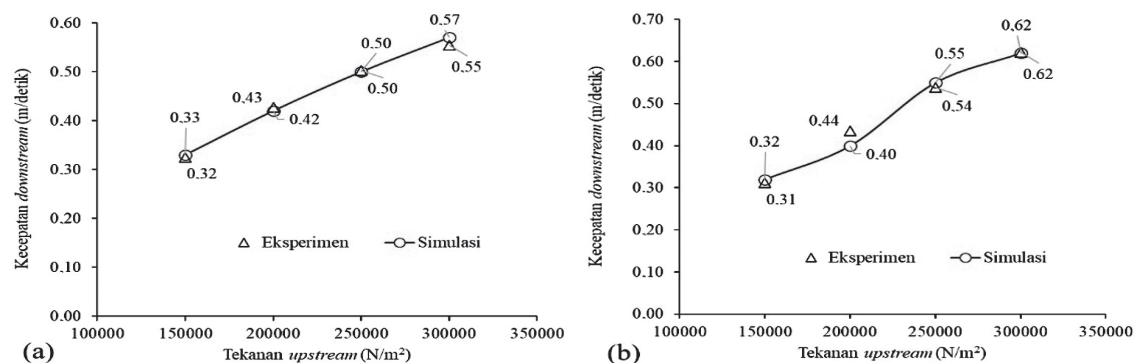 0.60
0.50
0.40
0.30
0.20
0.10
0.00
Kecepatan downstream (m/detik)
0.33
0.32
0.43
0.42
0.50
0.50
0.57
0.55
Eksperimen
Simulasi
100000 150000 200000 250000 300000 350000
Tekanan upstream (N/m²)
(a)
0.70
0.60
0.50
0.40
0.30
0.20
0.10
0.00
Kecepatan downstream (m/detik)
0.32
0.31
0.44
0.40
0.55
0.54
0.62
0.62
Eksperimen
Simulasi
100000 150000 200000 250000 300000 350000
Tekanan upstream (N/m²)
(b)